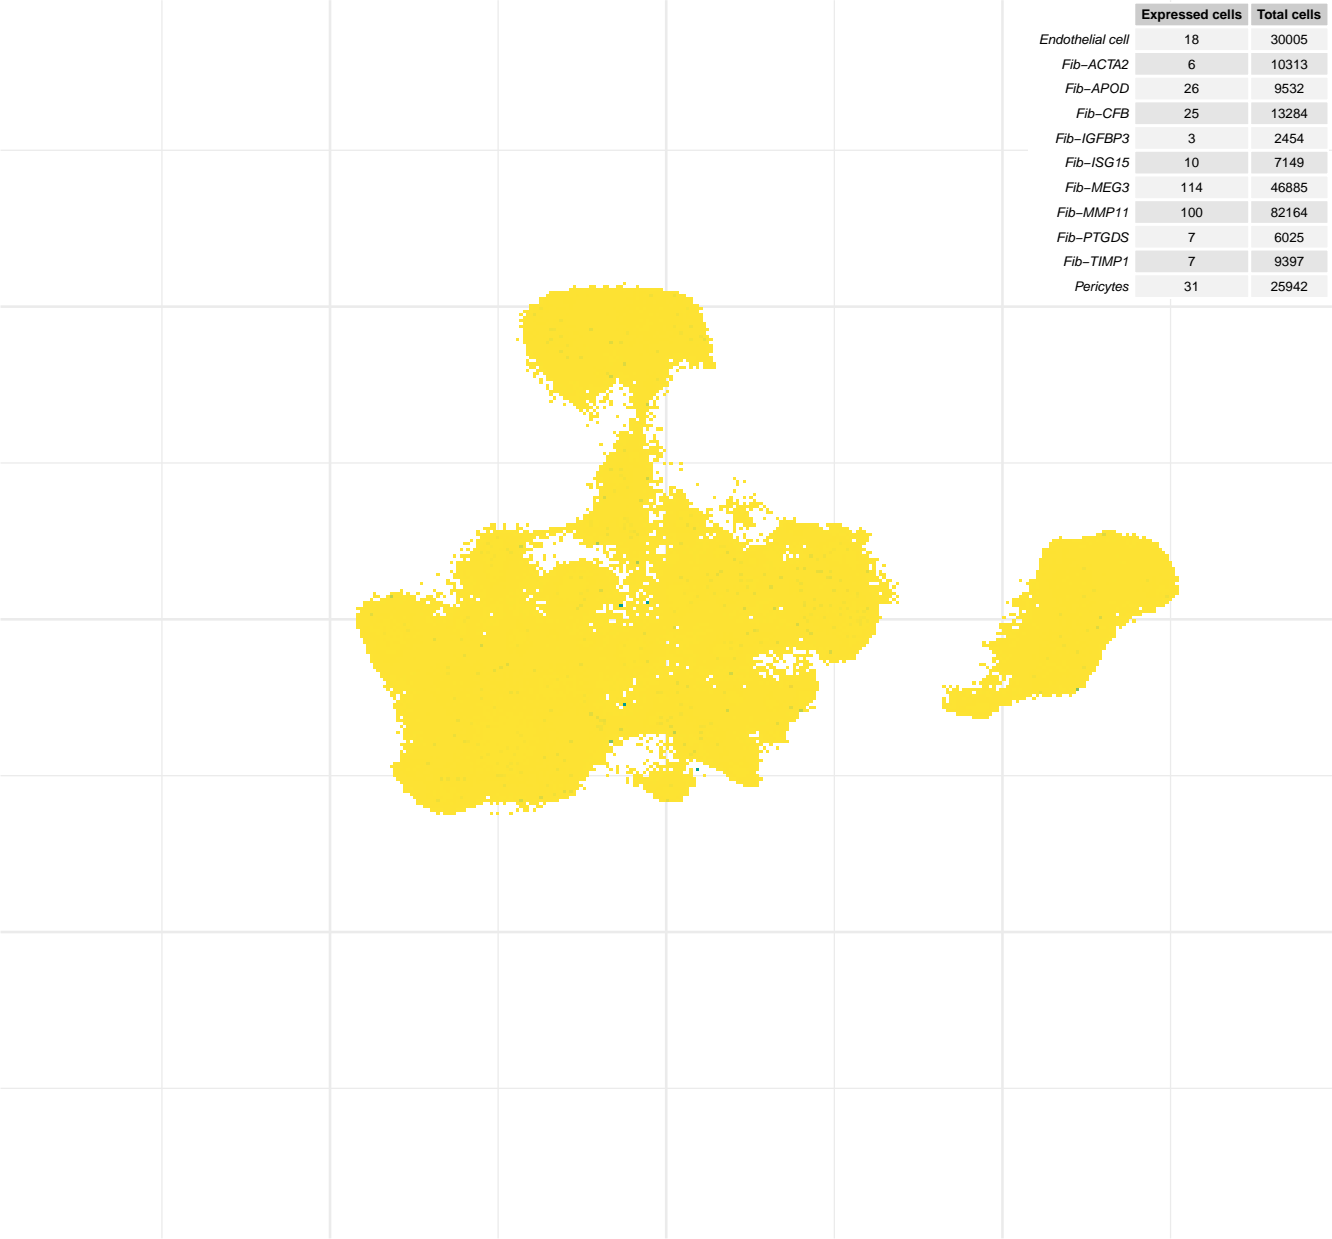 Expressed cells Total cells
Endothelial cell 18 30005
Fib−ACTA2 6 10313
Fib−APOD 26 9532
Fib−CFB 25 13284
Fib−IGFBP3 3 2454
Fib−ISG15 10 7149
Fib−MEG3 114 46885
Fib−MMP11 100 82164
Fib−PTGDS 7 6025
Fib−TIMP1 7 9397
Pericytes 31 25942